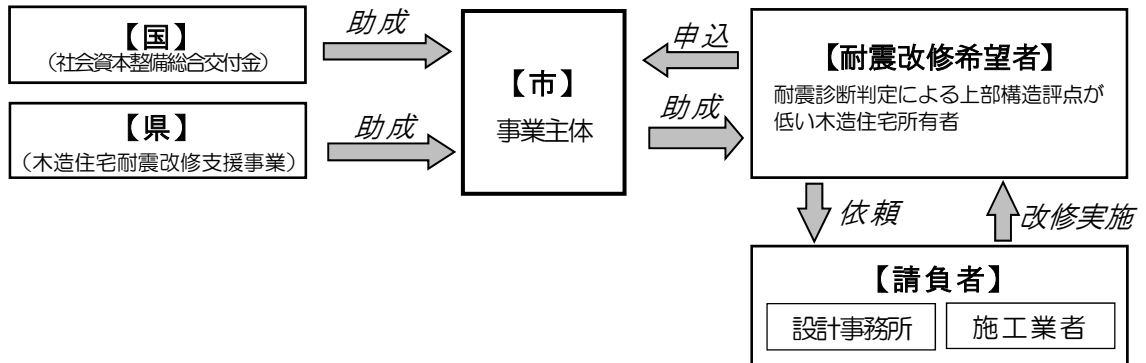 【国】
（社会資本整備総合交付金）
助成
【県】
（木造住宅耐震改修支援事業）
助成
【市】
事業主体
申込
助成
【耐震改修希望者】
耐震診断判定による上部構造評点が
低い木造住宅所有者
依頼
改修実施
【請負者】
設計事務所
施工業者